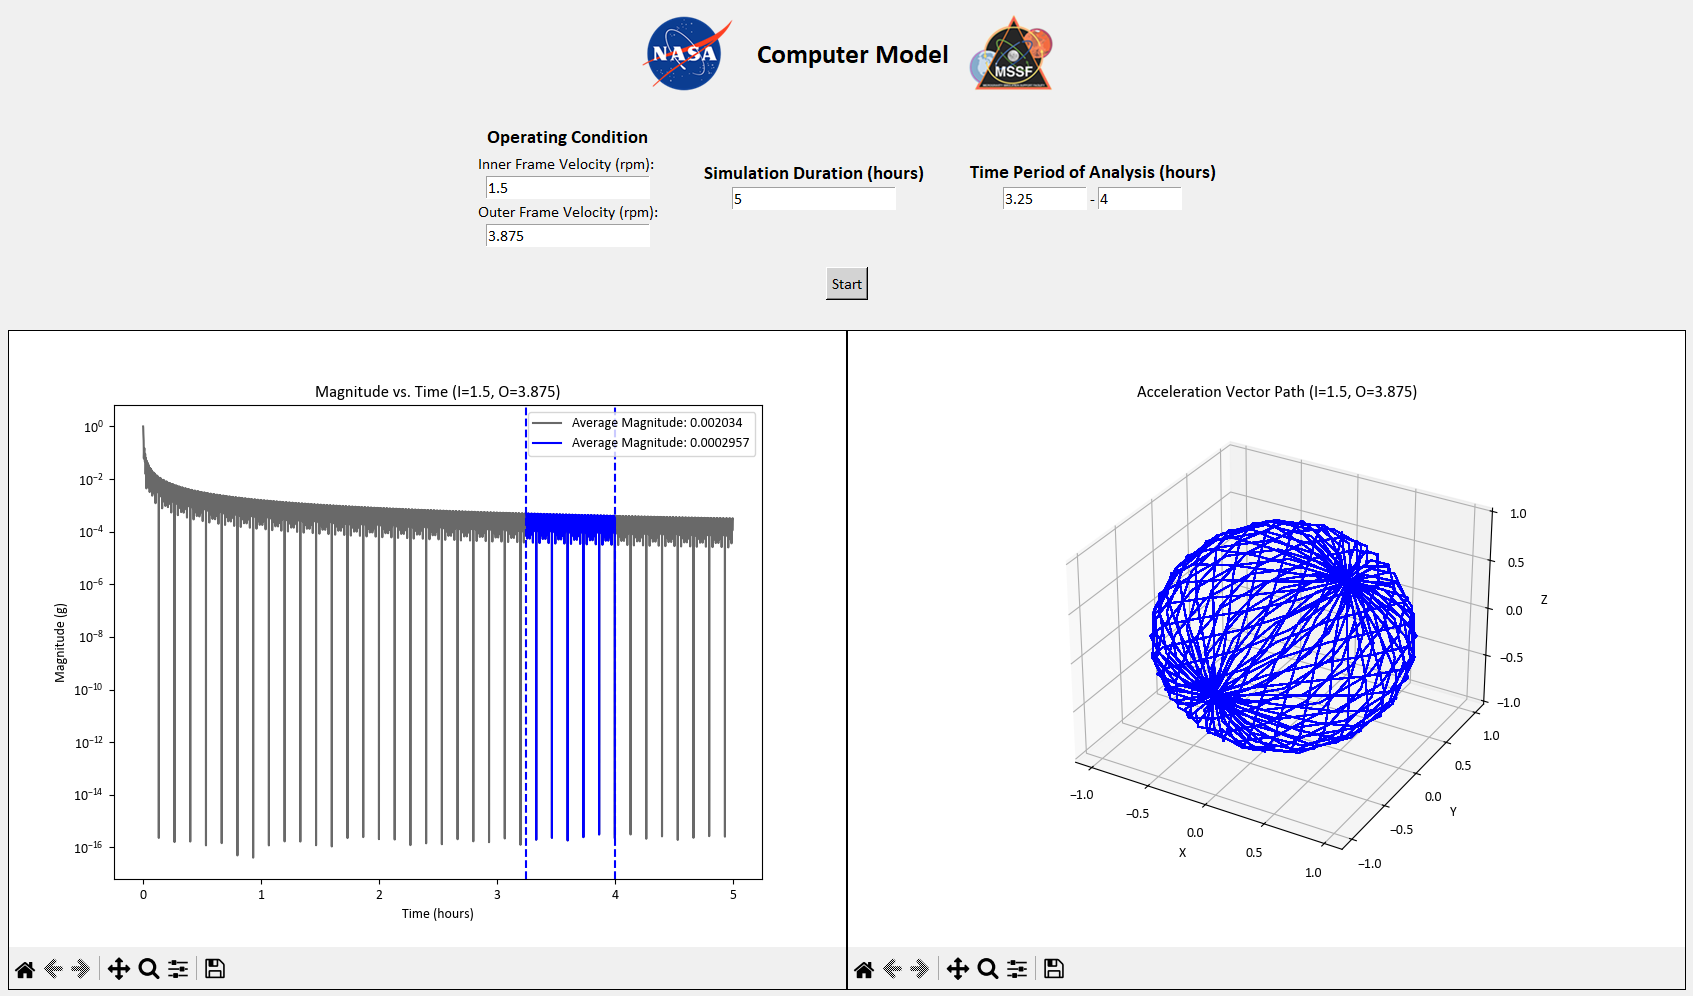 NASA
Computer Model
MSSF
Operating Condition
Inner Frame Velocity (rpm):
1.5
Outer Frame Velocity (rpm):
3.875
Simulation Duration (hours)
5
Time Period of Analysis (hours)
3.25 - 4
Start
Magnitude vs. Time (I=1.5, O=3.875)
Average Magnitude: 0.002034
Average Magnitude: 0.0002957
Magnitude (g)
10⁰
10⁻²
10⁻⁴
10⁻⁶
10⁻⁸
10⁻¹⁰
10⁻¹²
10⁻¹⁴
10⁻¹⁶
0 1 2 3 4 5
Time (hours)
Acceleration Vector Path (I=1.5, O=3.875)
1.0
0.5
0.0
−0.5
−1.0
Z
−1.0
−0.5
0.0
0.5
1.0
X
1.0
0.5
0.0
−0.5
−1.0
Y